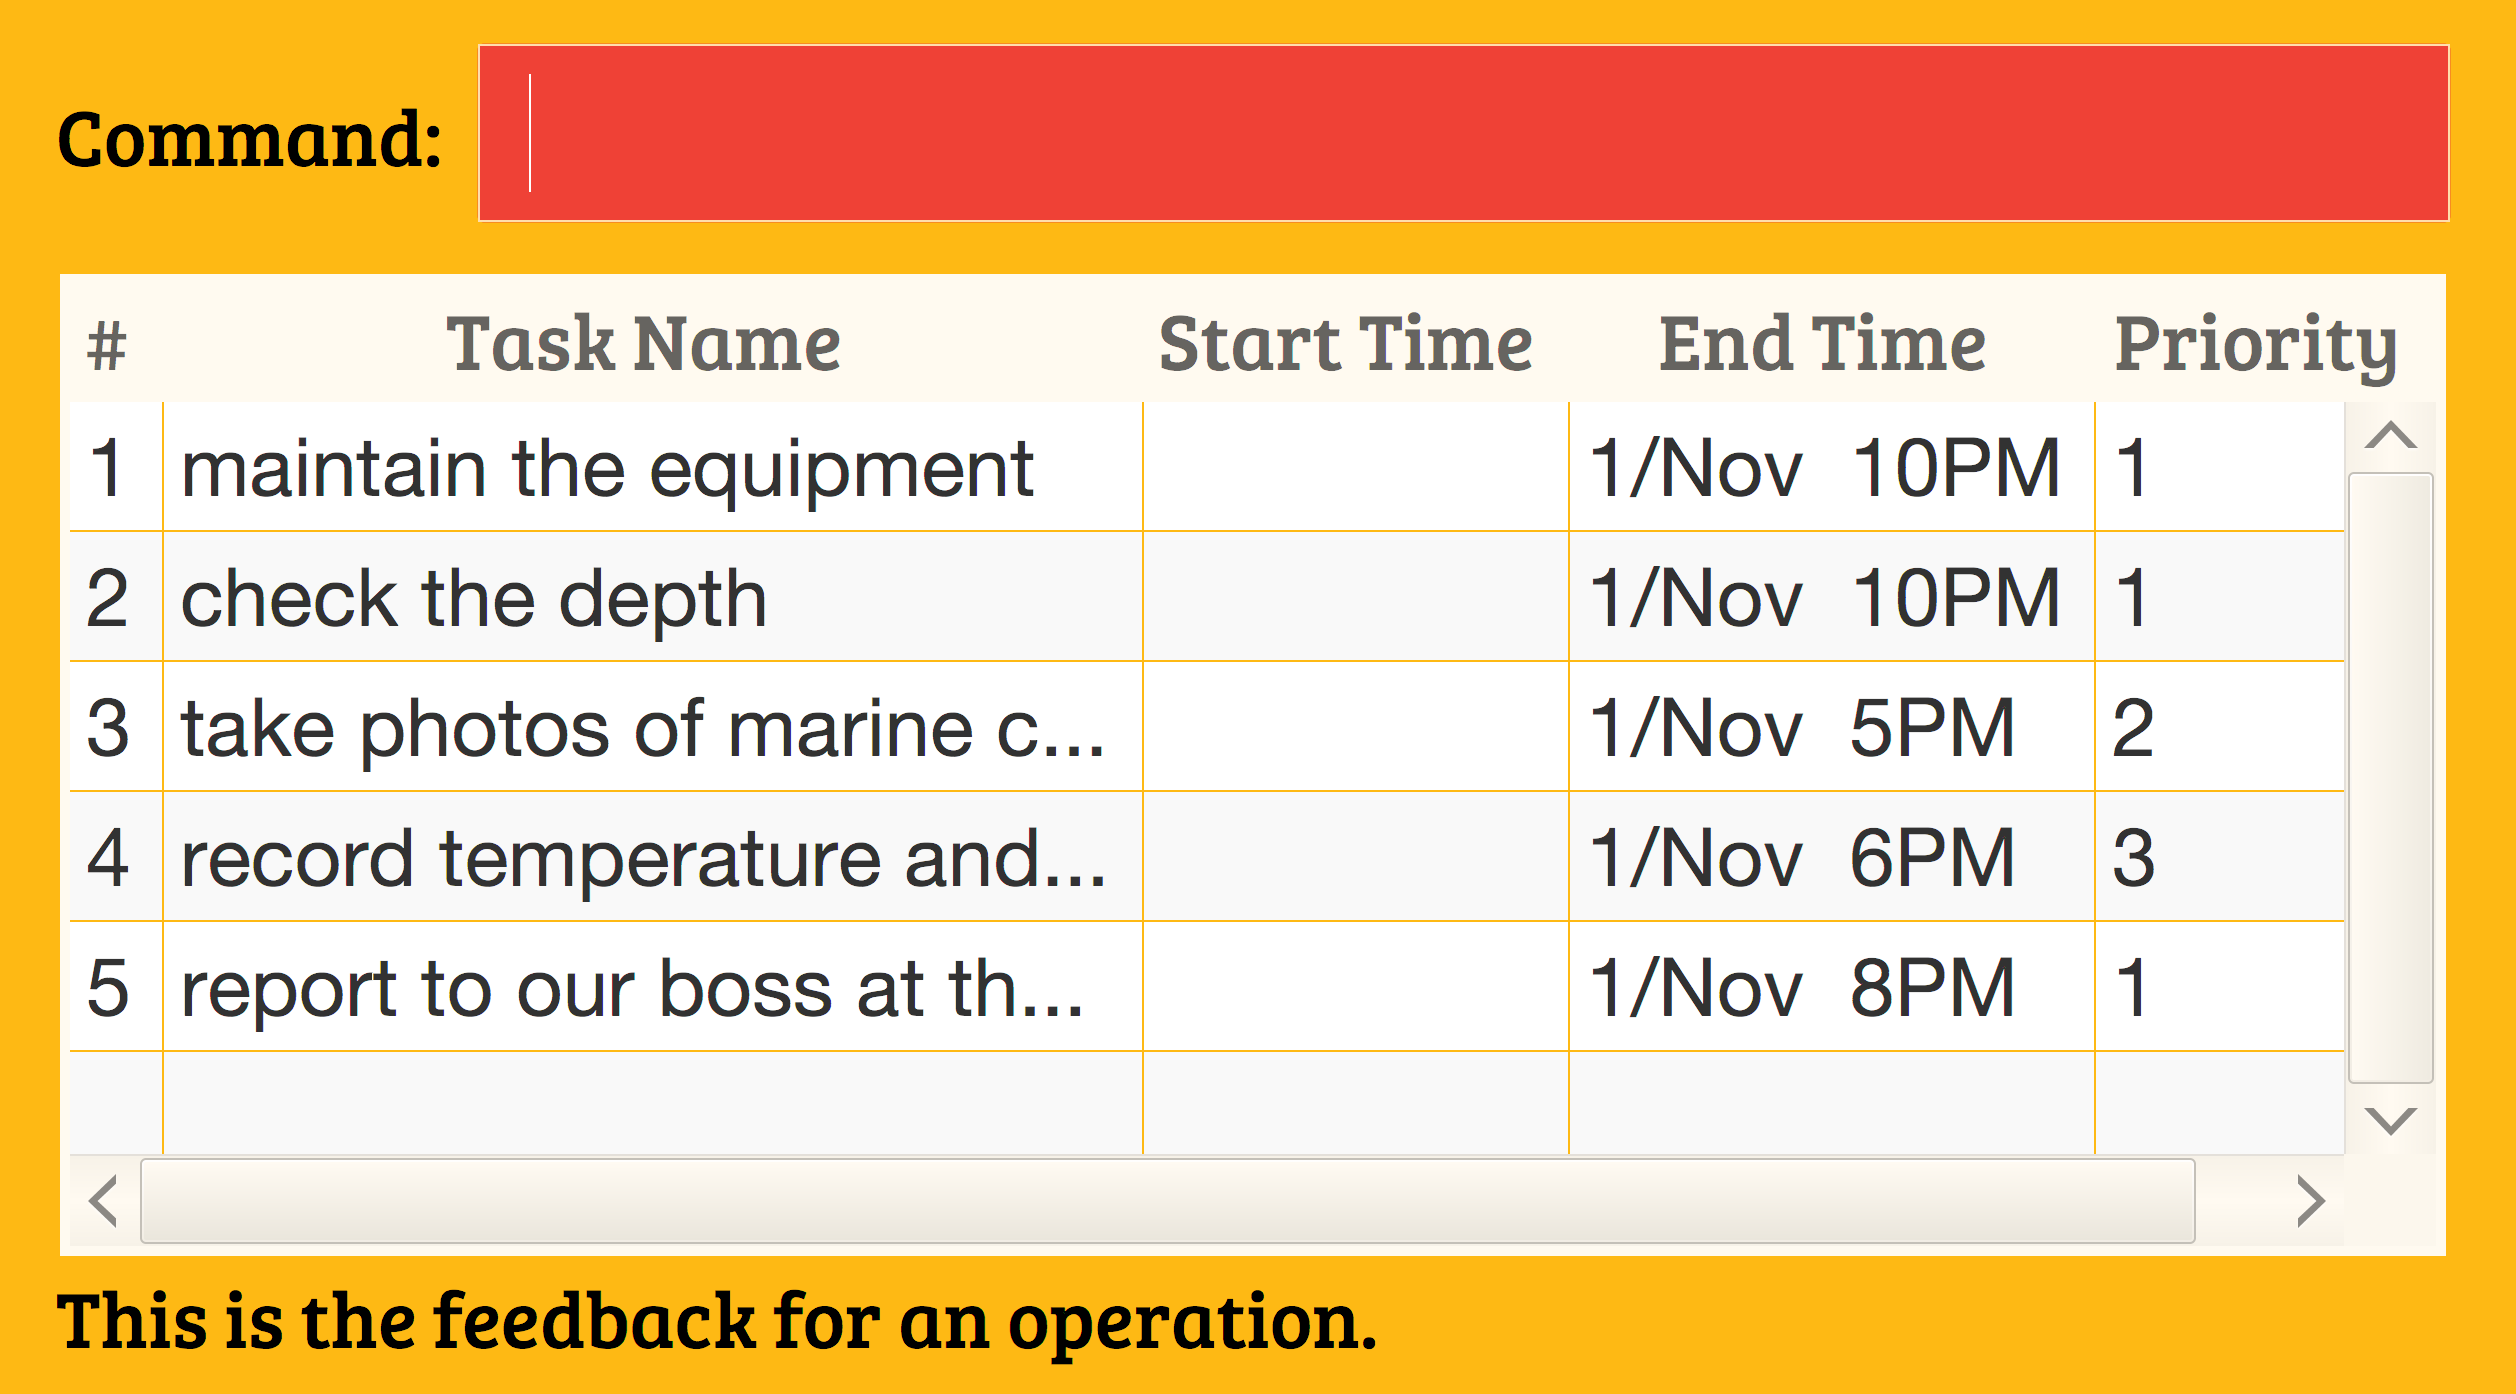 Command:
# Task Name Start Time End Time Priority
1 maintain the equipment 1/Nov 10PM 1
2 check the depth 1/Nov 10PM 1
3 take photos of marine c... 1/Nov 5PM 2
4 record temperature and... 1/Nov 6PM 3
5 report to our boss at th... 1/Nov 8PM 1
This is the feedback for an operation.